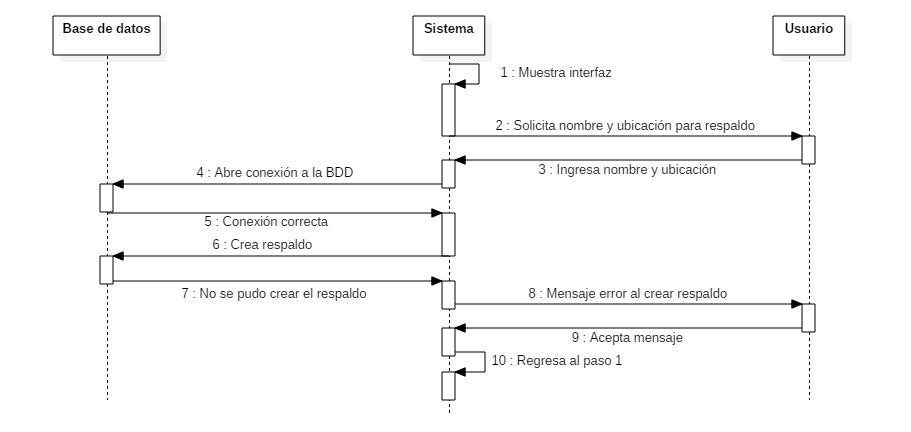 Base de datos
Sistema
Usuario
1 : Muestra interfaz
2 : Solicita nombre y ubicación para respaldo
3 : Ingresa nombre y ubicación
4 : Abre conexión a la BDD
5 : Conexión correcta
6 : Crea respaldo
7 : No se pudo crear el respaldo
8 : Mensaje error al crear respaldo
9 : Acepta mensaje
10 : Regresa al paso 1